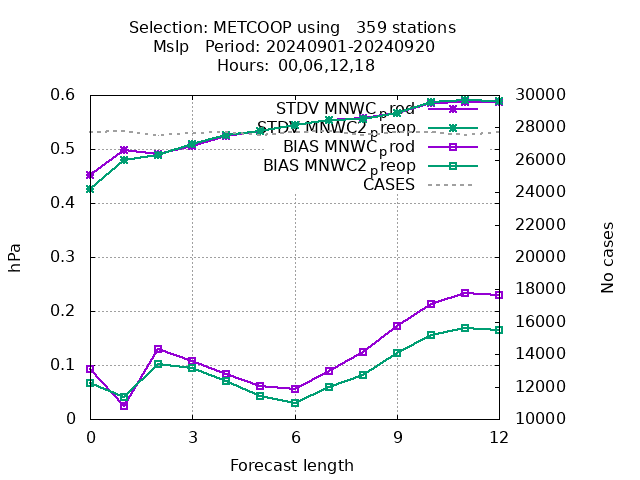 Selection: METCOOP using 359 stations
Mslp Period: 20240901-20240920
Hours: 00,06,12,18
STDV MNWC_prod
STDV MNWC2_preop
BIAS MNWC_prod
BIAS MNWC2_preop
CASES
0.6
0.5
0.4
0.3
0.2
0.1
0
hPa
30000
28000
26000
24000
22000
20000
18000
16000
14000
12000
10000
No cases
0 3 6 9 12
Forecast length